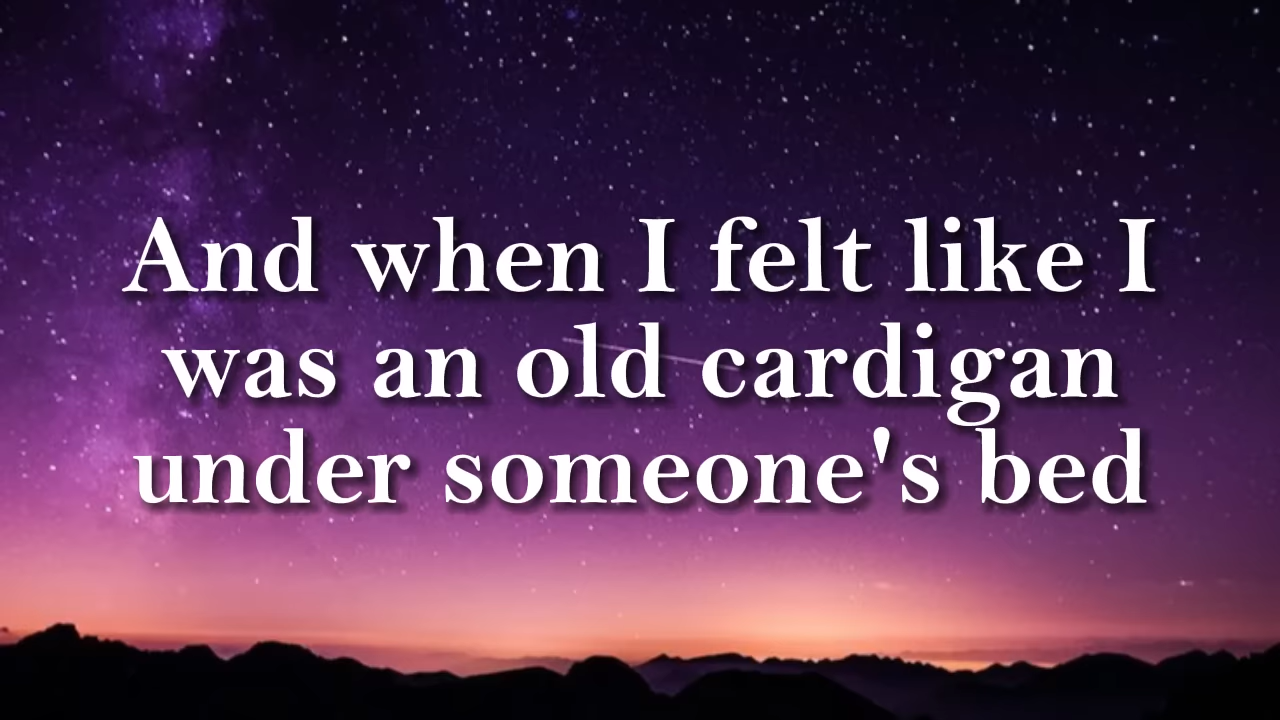 And when I felt like I
was an old cardigan
under someone's bed